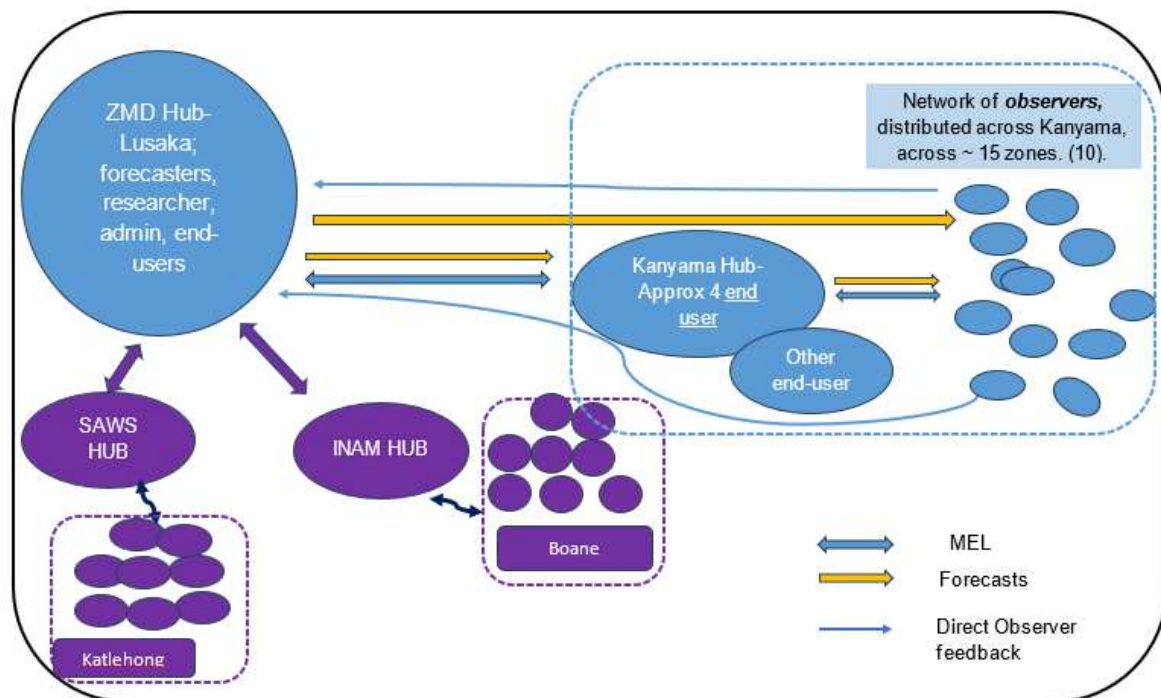 ZMD Hub-
Lusaka;
forecasters,
researcher,
admin, end-
users
Network of observers,
distributed across Kanyama,
across ~ 15 zones. (10).
Kanyama Hub-
Approx 4 end
user
Other
end-user
SAWS
HUB
INAM HUB
Boane
Katlehong
MEL
Forecasts
Direct Observer
feedback